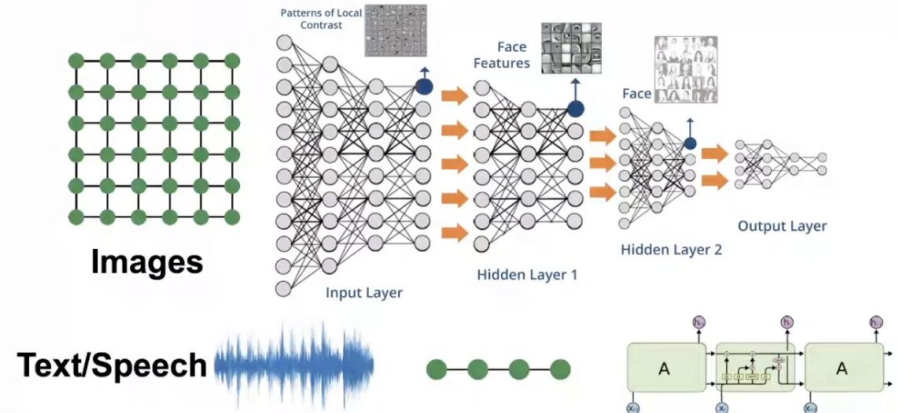 Patterns of Local
Contrast
Face
Features
Face
Images
Input Layer
Hidden Layer 1
Hidden Layer 2
Output Layer
Text/Speech
A
A